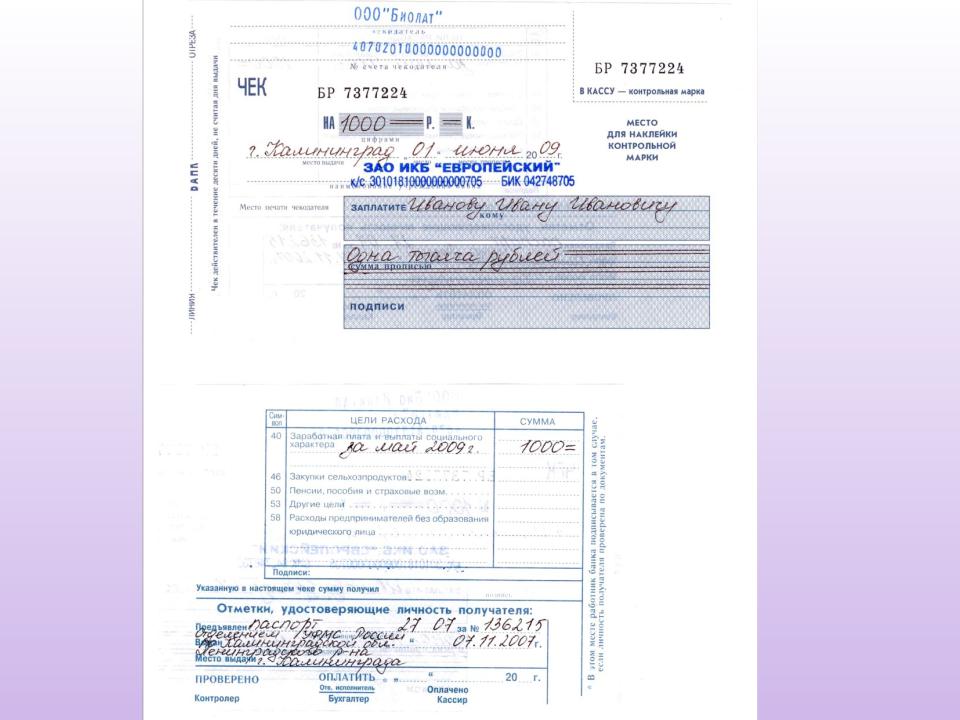 ООО"Биолат"
чекодатель
40702010000000000000
№ счета чекодателя
ЧЕК
БР 7377224
БР 7377224
В КАССУ — контрольная марка
НА 1000 Р. К.
цифрами
МЕСТО
ДЛЯ НАКЛЕЙКИ
КОНТРОЛЬНОЙ
МАРКИ
г. Калининград „ 01 " июня 2009 г.
место выдачи
ЗАО ИКБ "ЕВРОПЕЙСКИЙ"
к/с 30101810000000000705 БИК 042748705
Место печати чекодателя
ЗАПЛАТИТЕ Иванову Ивану Ивановичу
кому
Одна тысяча рублей
сумма прописью
ПОДПИСИ
ЛИНИЯ ОТРЕЗА
Чек действителен в течение десяти дней, не считая дня выдачи
Сим-
вол ЦЕЛИ РАСХОДА СУММА
40 Заработная плата и выплаты социального
характера за май 2009 г. 1000=
46 Закупки сельхозпродуктов
50 Пенсии, пособия и страховые возм.
53 Другие цели
58 Расходы предпринимателей без образования
юридического лица
Подписи:
Указанную в настоящем чеке сумму получил
подпись
Отметки, удостоверяющие личность получателя:
Предъявлен паспорт 27 07 за № 136215
Отделением УФМС России
Выдан по Калининградской обл. " 07.11.2007 г.
Ленинградского р-на
Место выдачи г. Калининграда
ПРОВЕРЕНО ОПЛАТИТЬ „ " 20 г.
Отв. исполнитель Оплачено
Контролер Бухгалтер Кассир
* В этом месте работник банка подписывается в том случае,
если личность получателя проверена по документам.